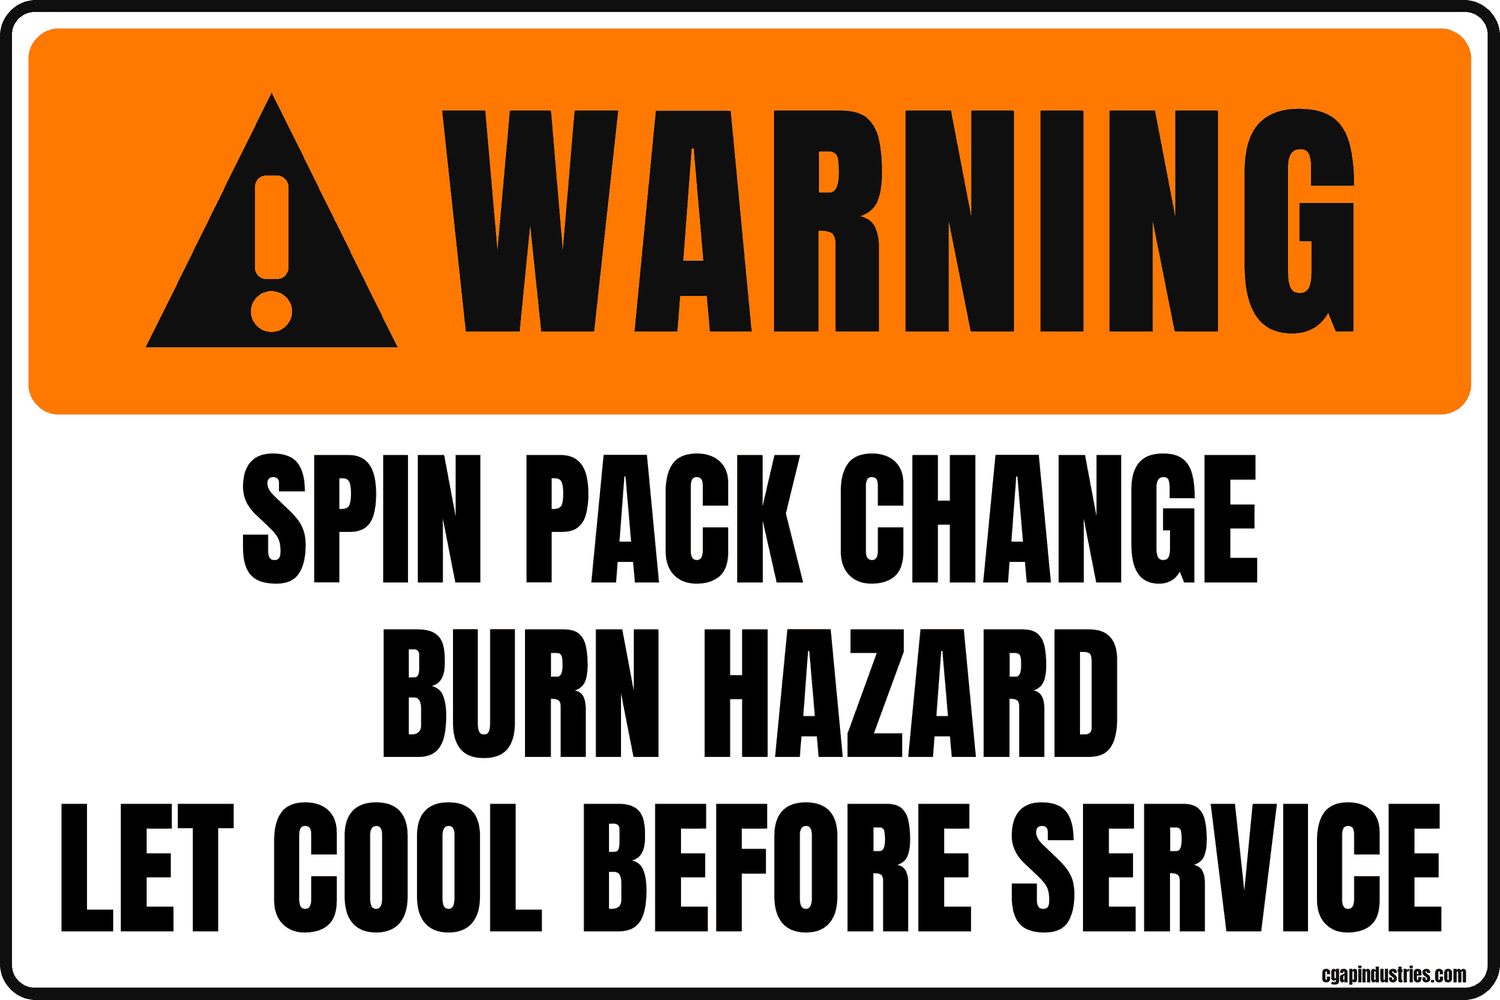 WARNING
SPIN PACK CHANGE
BURN HAZARD
LET COOL BEFORE SERVICE
cgapindustries.com